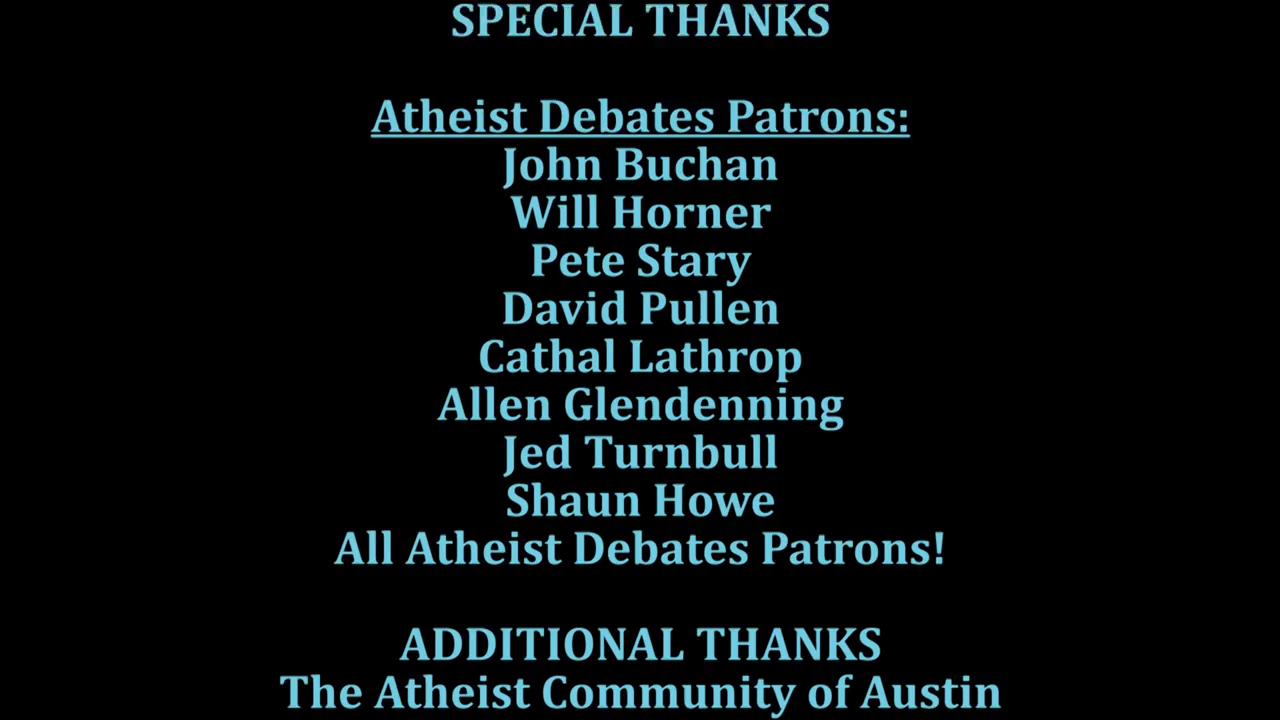 SPECIAL THANKS
Atheist Debates Patrons:
John Buchan
Will Horner
Pete Stary
David Pullen
Cathal Lathrop
Allen Glendenning
Jed Turnbull
Shaun Howe
All Atheist Debates Patrons!
ADDITIONAL THANKS
The Atheist Community of Austin